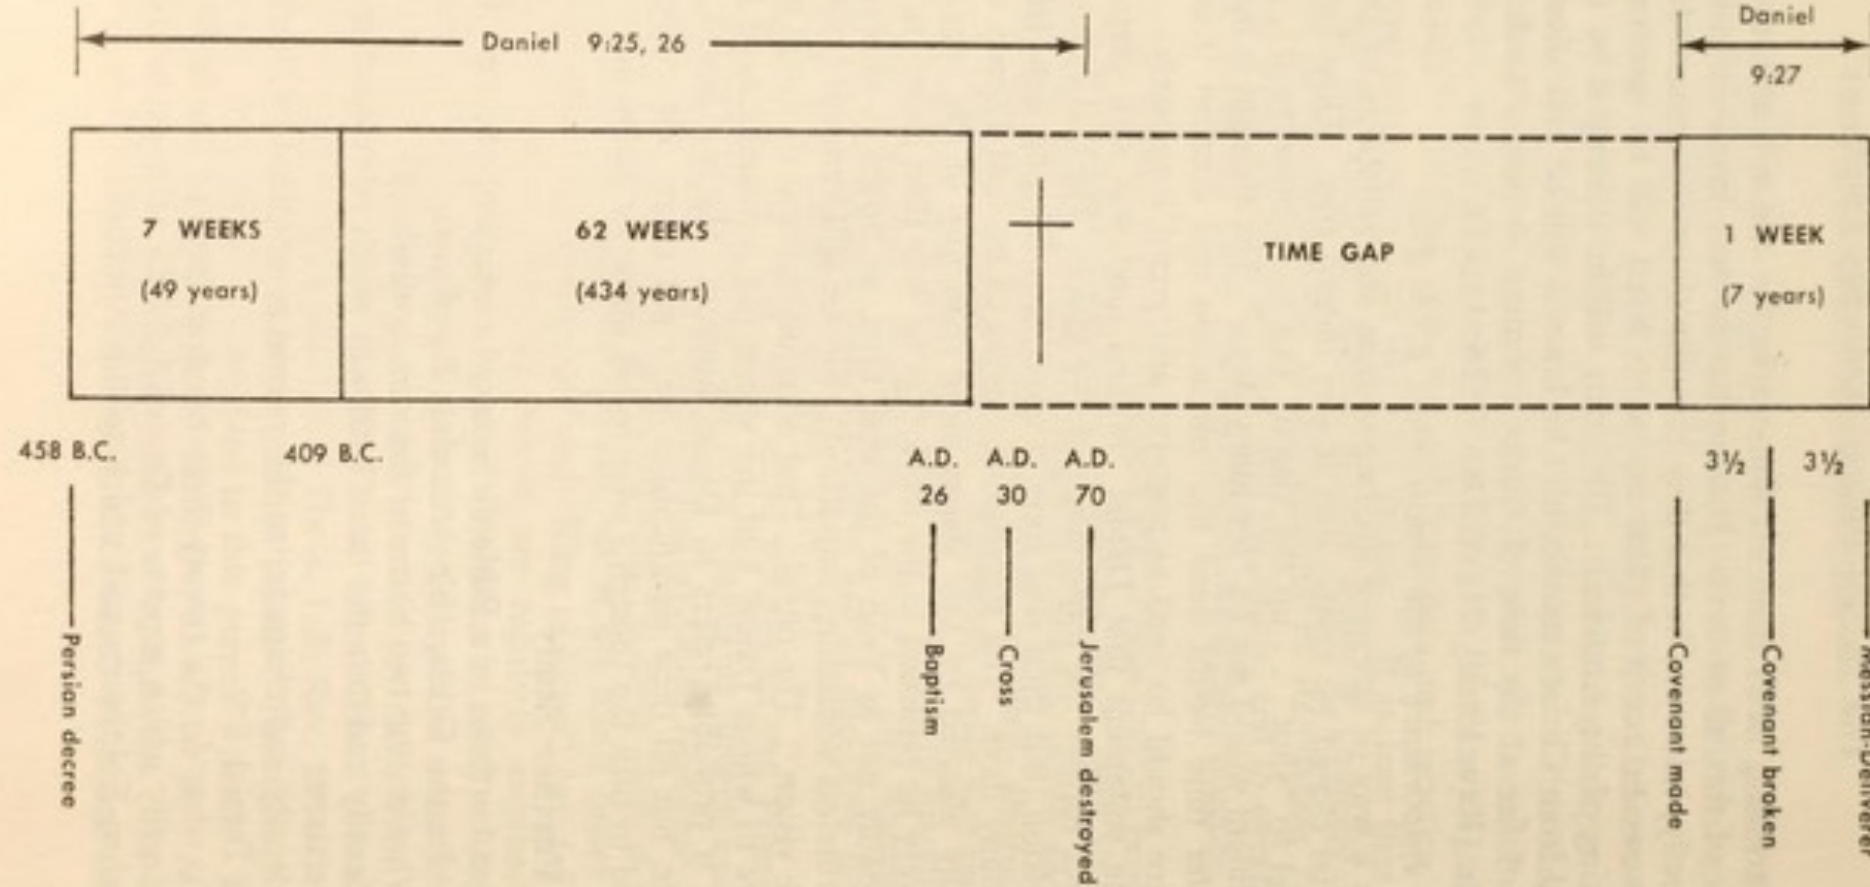 Daniel 9:25, 26
Daniel
9:27
7 WEEKS
(49 years)
62 WEEKS
(434 years)
TIME GAP
1 WEEK
(7 years)
458 B.C.
409 B.C.
A.D.
26
A.D.
30
A.D.
70
3½
3½
Persian decree
Baptism
Cross
Jerusalem destroyed
Covenant made
Covenant broken
Messiah-Deliverer